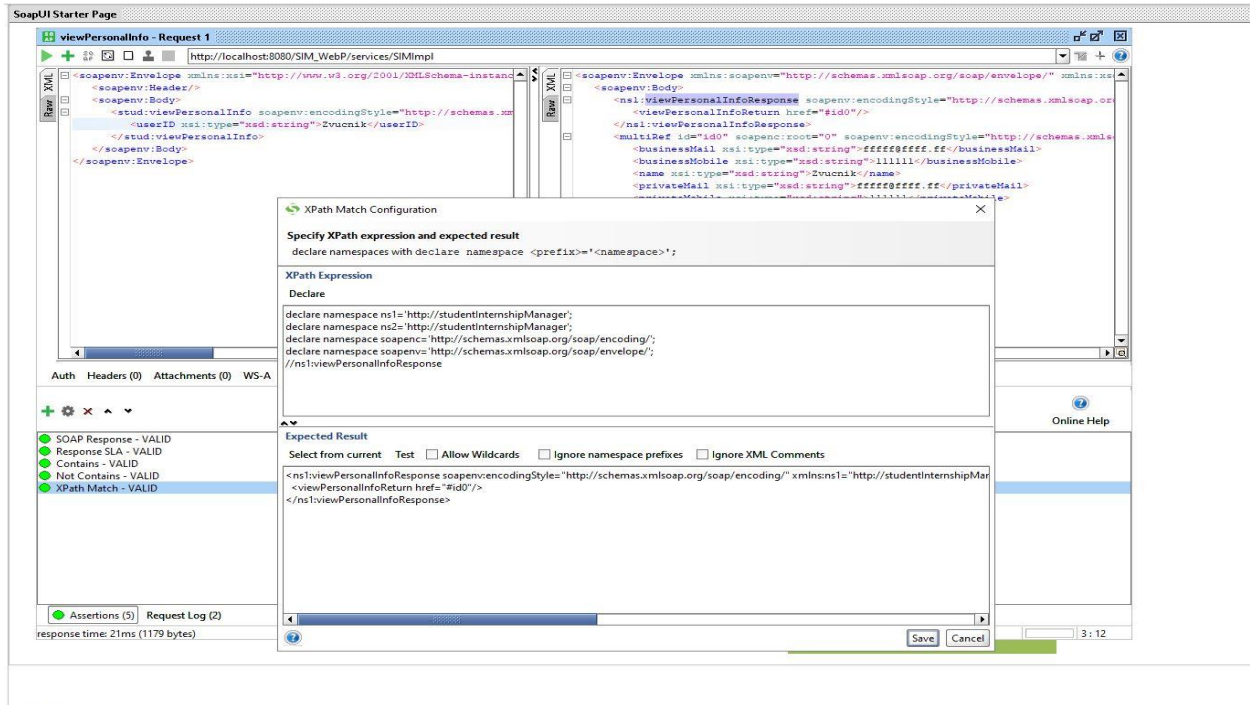 SoapUI Starter Page
viewPersonalInfo - Request 1
http://localhost:8080/SIM_WebP/services/SIMImpl
XML
Raw
<soapenv:Envelope xmlns:xsi="http://www.w3.org/2001/XMLSchema-instanc
<soapenv:Header/>
<soapenv:Body>
<stud:viewPersonalInfo soapenv:encodingStyle="http://schemas.xm
<userID xsi:type="xsd:string">Zvucnik</userID>
</stud:viewPersonalInfo>
</soapenv:Body>
</soapenv:Envelope>
XML
Raw
<soapenv:Envelope xmlns:soapenv="http://schemas.xmlsoap.org/soap/envelope/" xmlns:xs
<soapenv:Body>
<ns1:viewPersonalInfoResponse soapenv:encodingStyle="http://schemas.xmlsoap.or
<viewPersonalInfoReturn href="#id0"/>
</ns1:viewPersonalInfoResponse>
<multiRef id="id0" soapenc:root="0" soapenv:encodingStyle="http://schemas.xmls
<businessMail xsi:type="xsd:string">fffff@ffff.ff</businessMail>
<businessMobile xsi:type="xsd:string">111111</businessMobile>
<name xsi:type="xsd:string">Zvucnik</name>
<privateMail xsi:type="xsd:string">fffff@ffff.ff</privateMail>
XPath Match Configuration
Specify XPath expression and expected result
declare namespaces with declare namespace <prefix>='<namespace>';
XPath Expression
Declare
declare namespace ns1='http://studentInternshipManager';
declare namespace ns2='http://studentInternshipManager';
declare namespace soapenc='http://schemas.xmlsoap.org/soap/encoding/';
declare namespace soapenv='http://schemas.xmlsoap.org/soap/envelope/';
//ns1:viewPersonalInfoResponse
Expected Result
Select from current Test Allow Wildcards Ignore namespace prefixes Ignore XML Comments
<ns1:viewPersonalInfoResponse soapenv:encodingStyle="http://schemas.xmlsoap.org/soap/encoding/" xmlns:ns1="http://studentInternshipMar
<viewPersonalInfoReturn href="#id0"/>
</ns1:viewPersonalInfoResponse>
Save Cancel
Auth Headers (0) Attachments (0) WS-A
Online Help
SOAP Response - VALID
Response SLA - VALID
Contains - VALID
Not Contains - VALID
XPath Match - VALID
Assertions (5) Request Log (2)
response time: 21ms (1179 bytes)
3 : 12